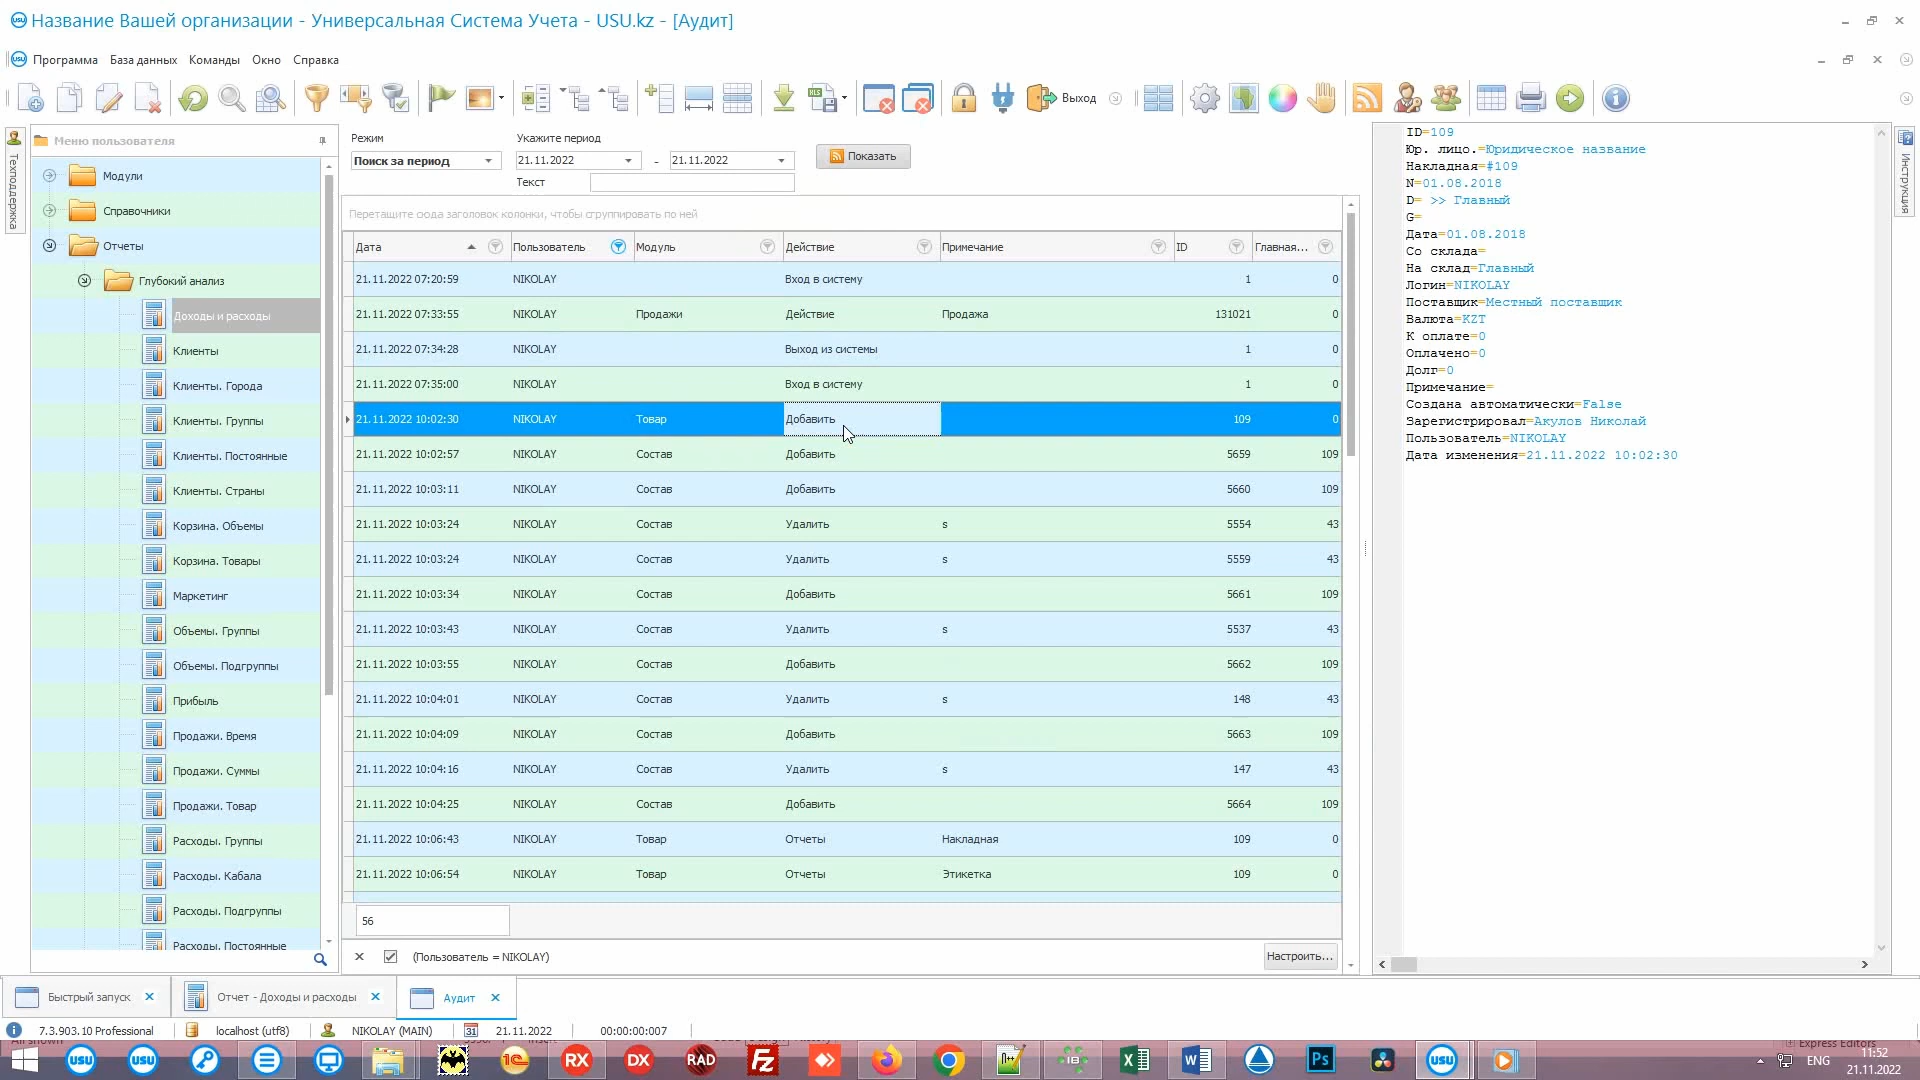 Название Вашей организации - Универсальная Система Учета - USU.kz - [Аудит]
Программа База данных Команды Окно Справка
Выход
Техподдержка
Меню пользователя
Модули
Справочники
Отчеты
Глубокий анализ
Доходы и расходы
Клиенты
Клиенты. Города
Клиенты. Группы
Клиенты. Постоянные
Клиенты. Страны
Корзина. Объемы
Корзина. Товары
Маркетинг
Объемы. Группы
Объемы. Подгруппы
Прибыль
Продажи. Время
Продажи. Суммы
Продажи. Товар
Расходы. Группы
Расходы. Кабала
Расходы. Подгруппы
Расходы. Постоянные
Режим Укажите период
Поиск за период 21.11.2022 - 21.11.2022 Показать
Текст
Перетащите сюда заголовок колонки, чтобы сгруппировать по ней
Дата Пользователь Модуль Действие Примечание ID Главная...
21.11.2022 07:20:59 NIKOLAY Вход в систему 1 0
21.11.2022 07:33:55 NIKOLAY Продажи Действие Продажа 131021 0
21.11.2022 07:34:28 NIKOLAY Выход из системы 1 0
21.11.2022 07:35:00 NIKOLAY Вход в систему 1 0
21.11.2022 10:02:30 NIKOLAY Товар Добавить 109 0
21.11.2022 10:02:57 NIKOLAY Состав Добавить 5659 109
21.11.2022 10:03:11 NIKOLAY Состав Добавить 5660 109
21.11.2022 10:03:24 NIKOLAY Состав Удалить s 5554 43
21.11.2022 10:03:24 NIKOLAY Состав Удалить s 5559 43
21.11.2022 10:03:34 NIKOLAY Состав Добавить 5661 109
21.11.2022 10:03:43 NIKOLAY Состав Удалить s 5537 43
21.11.2022 10:03:55 NIKOLAY Состав Добавить 5662 109
21.11.2022 10:04:01 NIKOLAY Состав Удалить s 148 43
21.11.2022 10:04:09 NIKOLAY Состав Добавить 5663 109
21.11.2022 10:04:16 NIKOLAY Состав Удалить s 147 43
21.11.2022 10:04:25 NIKOLAY Состав Добавить 5664 109
21.11.2022 10:06:43 NIKOLAY Товар Отчеты Накладная 109 0
21.11.2022 10:06:54 NIKOLAY Товар Отчеты Этикетка 109 0
56
(Пользователь = NIKOLAY) Настроить...
ID=109
Юр. лицо.=Юридическое название
Накладная=#109
N=01.08.2018
D= >> Главный
G=
Дата=01.08.2018
Со склада=
На склад=Главный
Логин=NIKOLAY
Поставщик=Местный поставщик
Валюта=KZT
К оплате=0
Оплачено=0
Долг=0
Примечание=
Создана автоматически=False
Зарегистрировал=Акулов Николай
Пользователь=NIKOLAY
Дата изменения=21.11.2022 10:02:30
Инструкция
Быстрый запуск Отчет - Доходы и расходы Аудит
7.3.903.10 Professional localhost (utf8) NIKOLAY (MAIN) 31 21.11.2022 00:00:00:007
USU USU 1С RX DX RAD FZ IB Ps USU
Express Editors
ENG 11:52
21.11.2022